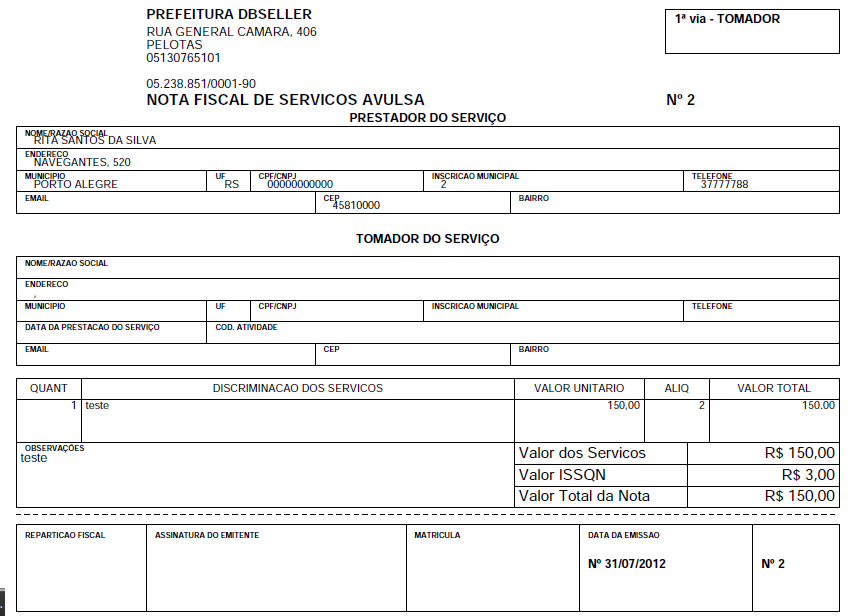 PREFEITURA DBSELLER
1ª via - TOMADOR
RUA GENERAL CAMARA, 406
PELOTAS
05130765101
05.238.851/0001-90
NOTA FISCAL DE SERVICOS AVULSA
Nº 2
PRESTADOR DO SERVIÇO
NOME/RAZAO SOCIAL
RITA SANTOS DA SILVA
ENDERECO
NAVEGANTES, 520
MUNICIPIO UF CPF/CNPJ INSCRICAO MUNICIPAL TELEFONE
PORTO ALEGRE RS 00000000000 2 37777788
EMAIL CEP BAIRRO
45810000
TOMADOR DO SERVIÇO
NOME/RAZAO SOCIAL
ENDERECO
,
MUNICIPIO UF CPF/CNPJ INSCRICAO MUNICIPAL TELEFONE
DATA DA PRESTACAO DO SERVIÇO COD. ATIVIDADE
EMAIL CEP BAIRRO
QUANT DISCRIMINACAO DOS SERVICOS VALOR UNITARIO ALIQ VALOR TOTAL
1 teste 150,00 2 150.00
OBSERVAÇÕES
teste
Valor dos Servicos R$ 150,00
Valor ISSQN R$ 3,00
Valor Total da Nota R$ 150,00
REPARTICAO FISCAL ASSINATURA DO EMITENTE MATRICULA DATA DA EMISSAO
Nº 31/07/2012 Nº 2